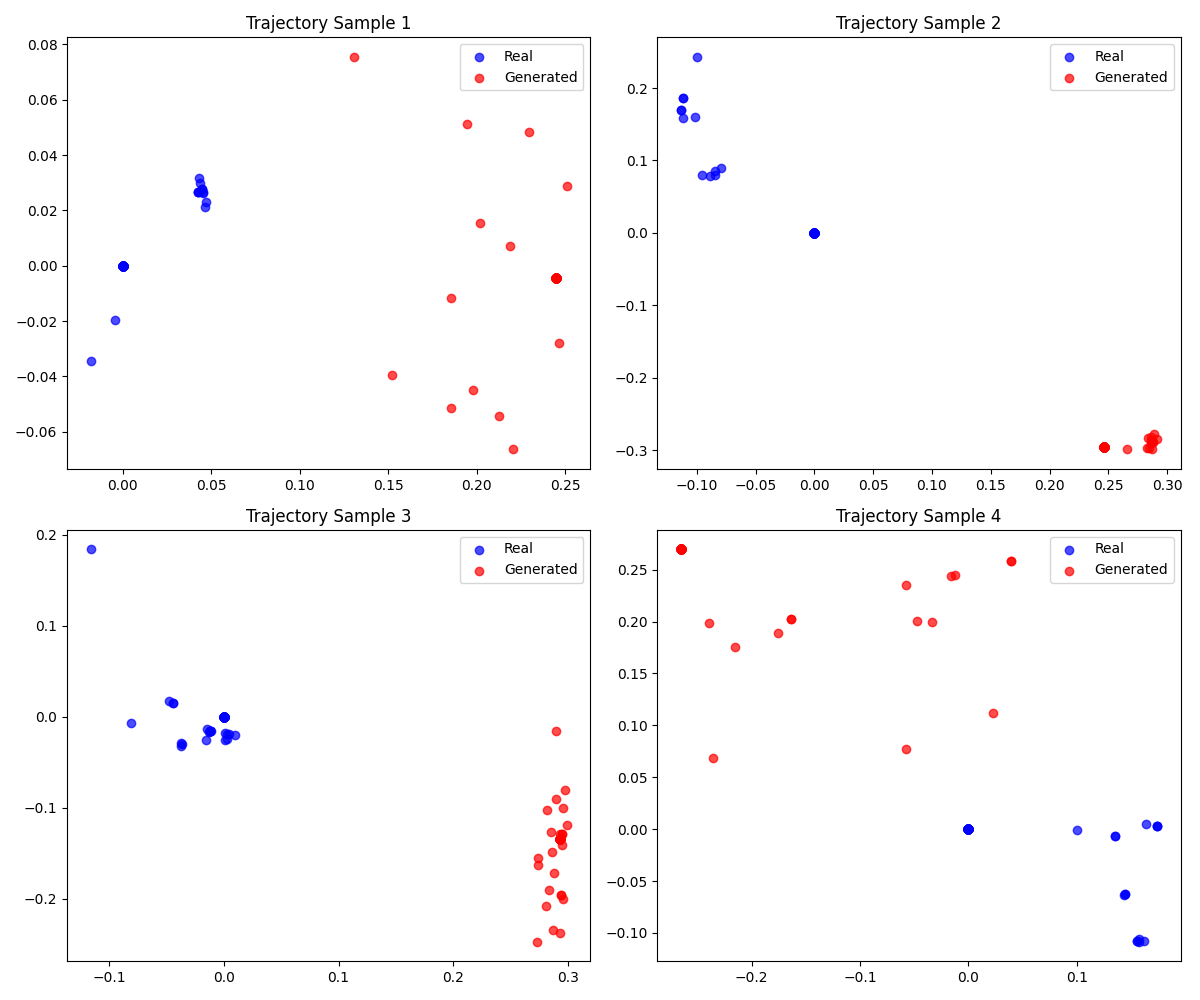 Trajectory Sample 1
Real
Generated
0.08
0.06
0.04
0.02
0.00
−0.02
−0.04
−0.06
0.00 0.05 0.10 0.15 0.20 0.25
Trajectory Sample 2
Real
Generated
0.2
0.1
0.0
−0.1
−0.2
−0.3
−0.10 −0.05 0.00 0.05 0.10 0.15 0.20 0.25 0.30
Trajectory Sample 3
Real
Generated
0.2
0.1
0.0
−0.1
−0.2
−0.1 0.0 0.1 0.2 0.3
Trajectory Sample 4
Real
Generated
0.25
0.20
0.15
0.10
0.05
0.00
−0.05
−0.10
−0.2 −0.1 0.0 0.1